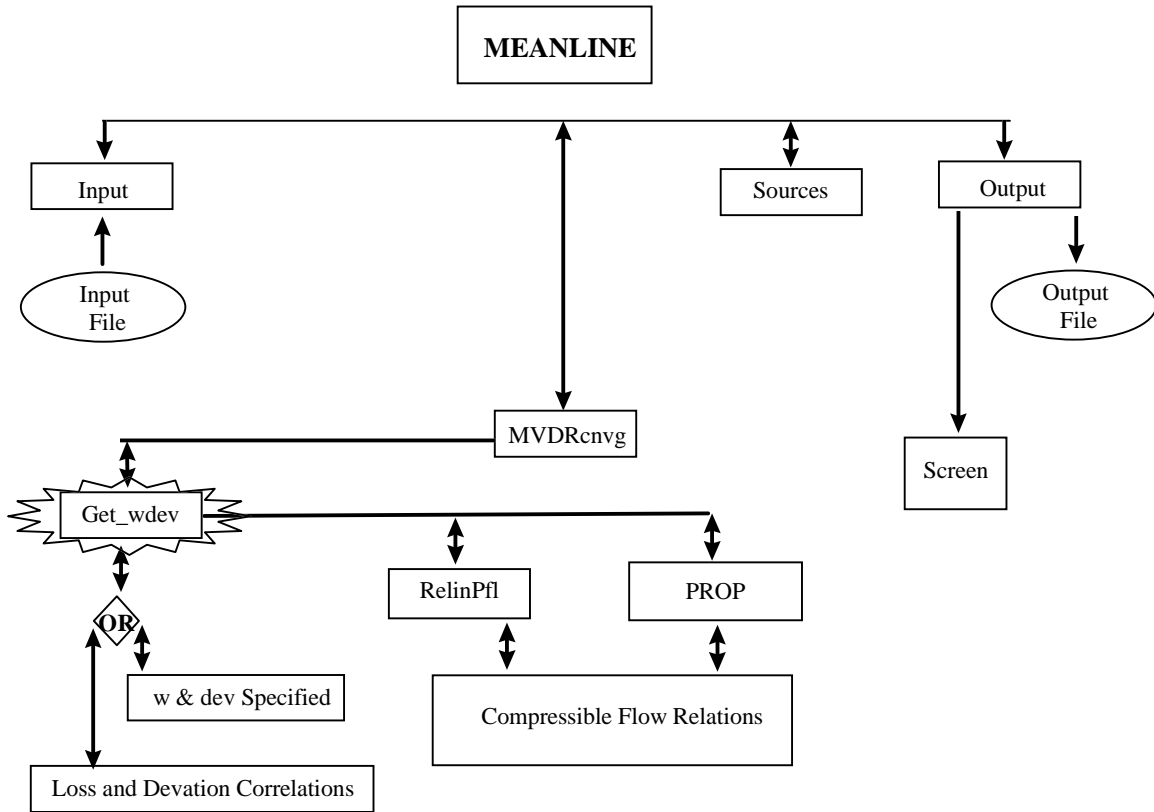 MEANLINE
Input
Sources
Output
Input
File
Output
File
MVDRcnvg
Screen
Get_wdev
RelinPfl
PROP
OR
w & dev Specified
Compressible Flow Relations
Loss and Devation Correlations